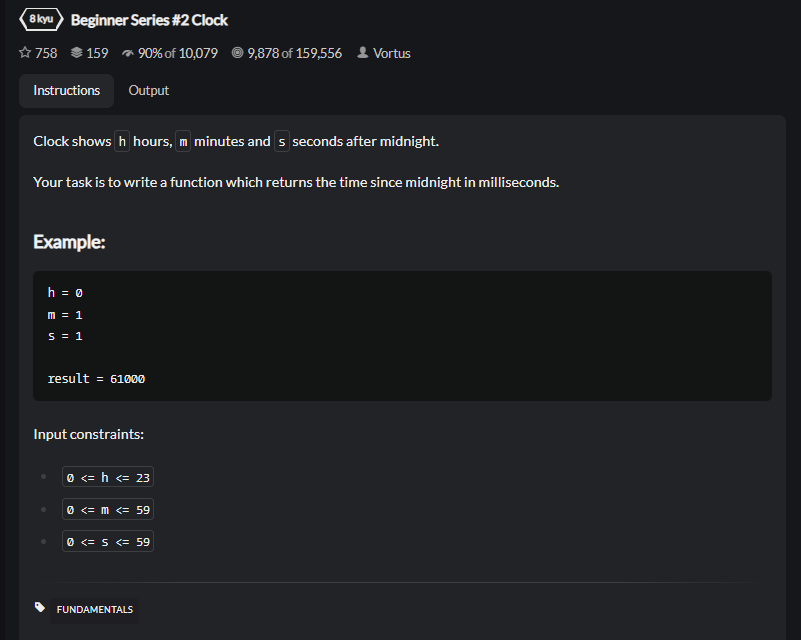 8 kyu Beginner Series #2 Clock
758 159 90% of 10,079 9,878 of 159,556 Vortus
Instructions Output
Clock shows h hours, m minutes and s seconds after midnight.
Your task is to write a function which returns the time since midnight in milliseconds.
Example:
h = 0
m = 1
s = 1
result = 61000
Input constraints:
0 <= h <= 23
0 <= m <= 59
0 <= s <= 59
FUNDAMENTALS